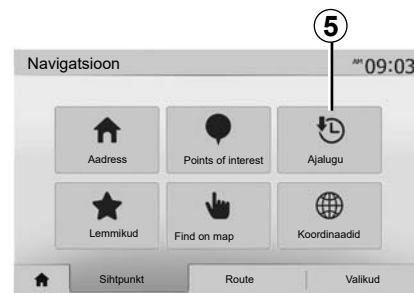 5
Navigatsioon
AM 09:03
Aadress
Points of interest
Ajalugu
Lemmikud
Find on map
Koordinaadid
Sihtpunkt
Route
Valikud